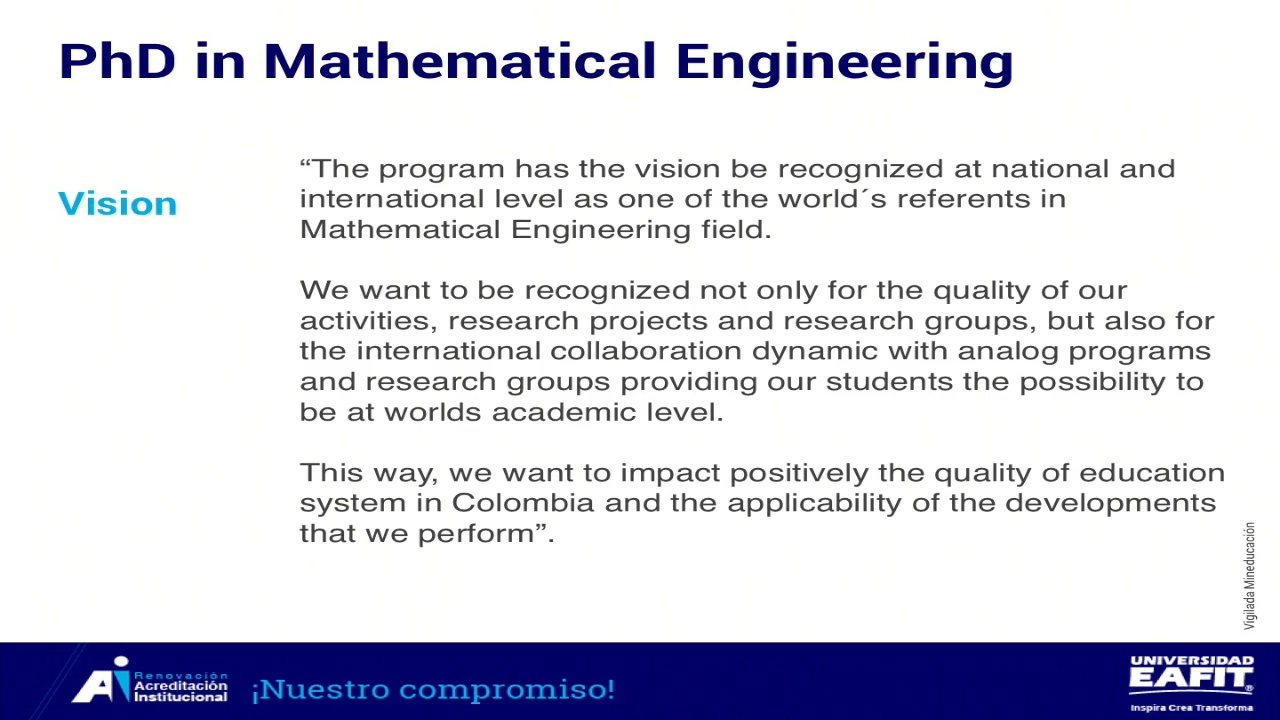 PhD in Mathematical Engineering
Vision
“The program has the vision be recognized at national and
international level as one of the world´s referents in
Mathematical Engineering field.
We want to be recognized not only for the quality of our
activities, research projects and research groups, but also for
the international collaboration dynamic with analog programs
and research groups providing our students the possibility to
be at worlds academic level.
This way, we want to impact positively the quality of education
system in Colombia and the applicability of the developments
that we perform”.
Vigilada Mineducación
Ai
Renovación
Acreditación
Institucional
¡Nuestro compromiso!
UNIVERSIDAD
EAFIT®
Inspira Crea Transforma